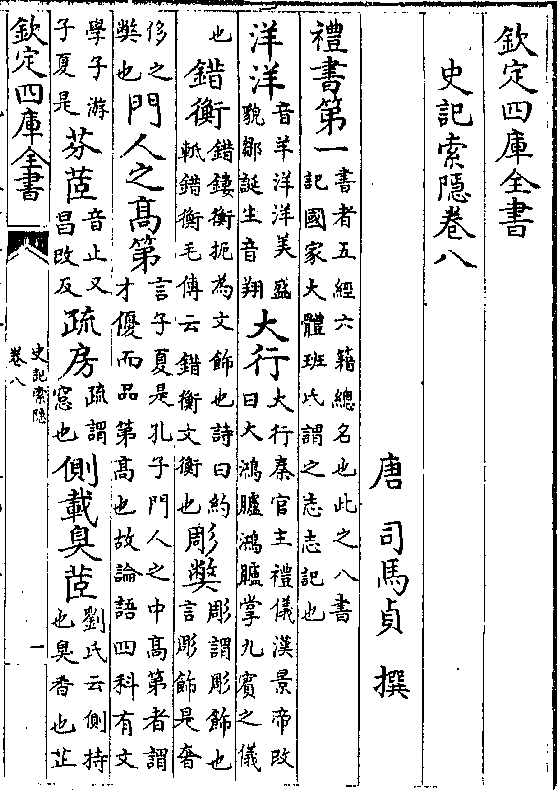 欽定四庫全書
史記索隱卷八
唐 司馬貞 撰
禮書第一書者五經六籍總名也此之八書
記國家大體班氏謂之志志記也
洋洋音羊洋洋美盛
貌鄒誕生音翔大行大行秦官主禮儀漢景帝改
曰大鴻臚鴻臚掌九賓之儀
也錯衡錯鏤衡扼為文飾也詩曰約
軝錯衡毛傳云錯衡文衡也彫獘彫謂彫飾也
言彫飾是奢
侈之
獘也門人之高第言子夏是孔子門人之中高第者謂
才優而品第高也故論語四科有文
學子游
子夏是芬茝音止又
昌改反疏房疏謂
窓也側載臭茝劉氏云側持
也臭香也茝
欽定四庫全書
史記索隱
卷八
一